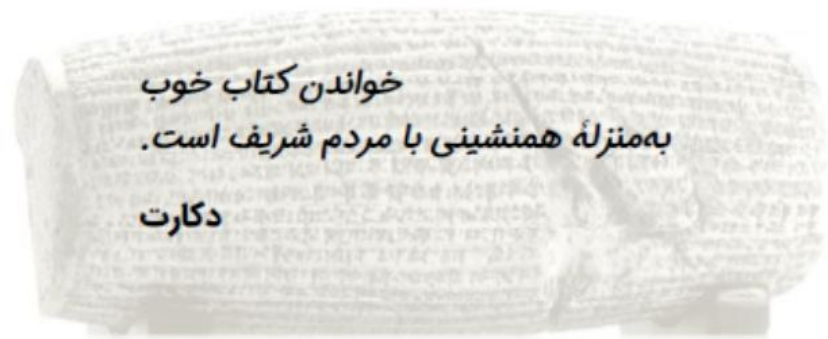 خواندن کتاب خوب
به‌منزلهٔ همنشینی با مردم شریف است.
دکارت